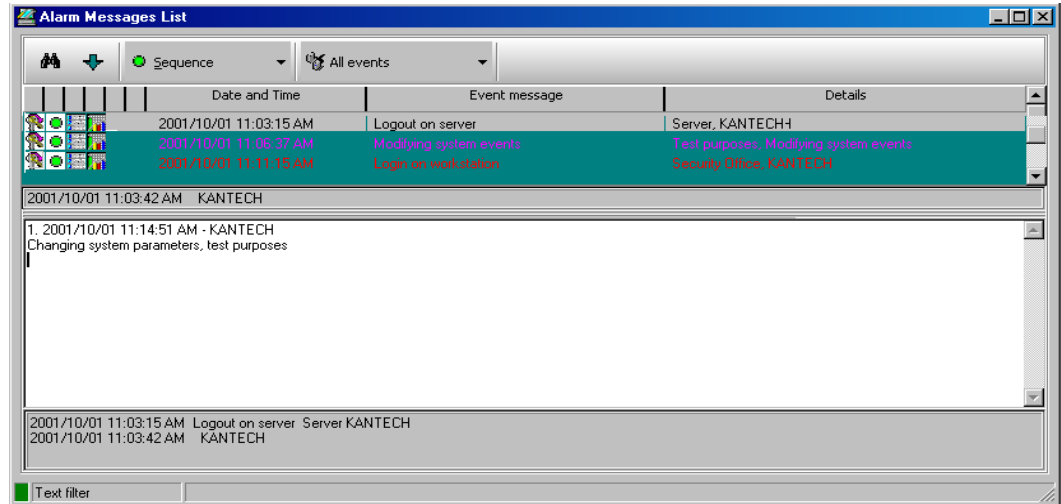 Alarm Messages List
Sequence All events
Date and Time Event message Details
2001/10/01 11:03:15 AM Logout on server Server, KANTECH
2001/10/01 11:06:37 AM Modifying system events Test purposes, Modifying system events
2001/10/01 11:11:15 AM Login on workstation Security Office, KANTECH
2001/10/01 11:03:42 AM KANTECH
1. 2001/10/01 11:14:51 AM - KANTECH
Changing system parameters, test purposes
2001/10/01 11:03:15 AM Logout on server Server KANTECH
2001/10/01 11:03:42 AM KANTECH
Text filter